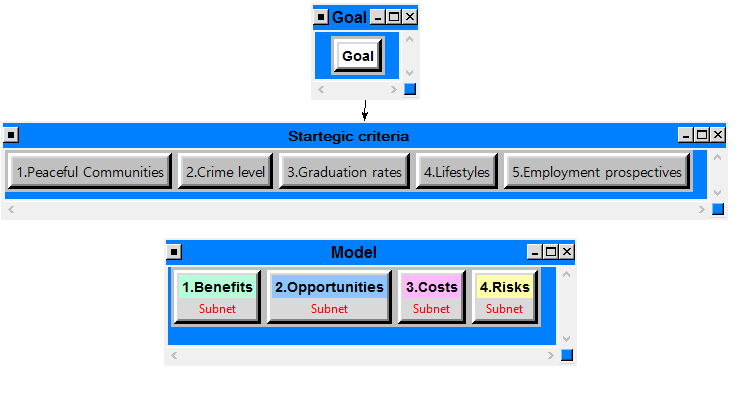 Goal
Goal
Startegic criteria
1.Peaceful Communities 2.Crime level 3.Graduation rates 4.Lifestyles 5.Employment prospectives
Model
1.Benefits 2.Opportunities 3.Costs 4.Risks
Subnet Subnet Subnet Subnet